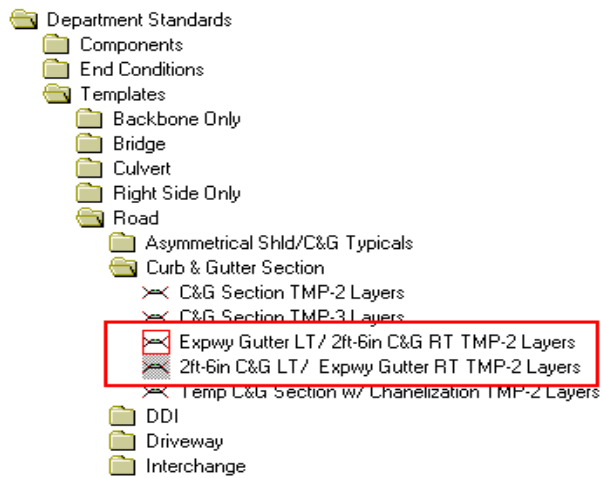 Department Standards
Components
End Conditions
Templates
Backbone Only
Bridge
Culvert
Right Side Only
Road
Asymmetrical Shld/C&G Typicals
Curb & Gutter Section
C&G Section TMP-2 Layers
C&G Section TMP-3 Layers
Expwy Gutter LT/ 2ft-6in C&G RT TMP-2 Layers
2ft-6in C&G LT/ Expwy Gutter RT TMP-2 Layers
Temp C&G Section w/ Chanelization TMP-2 Layers
DDI
Driveway
Interchange